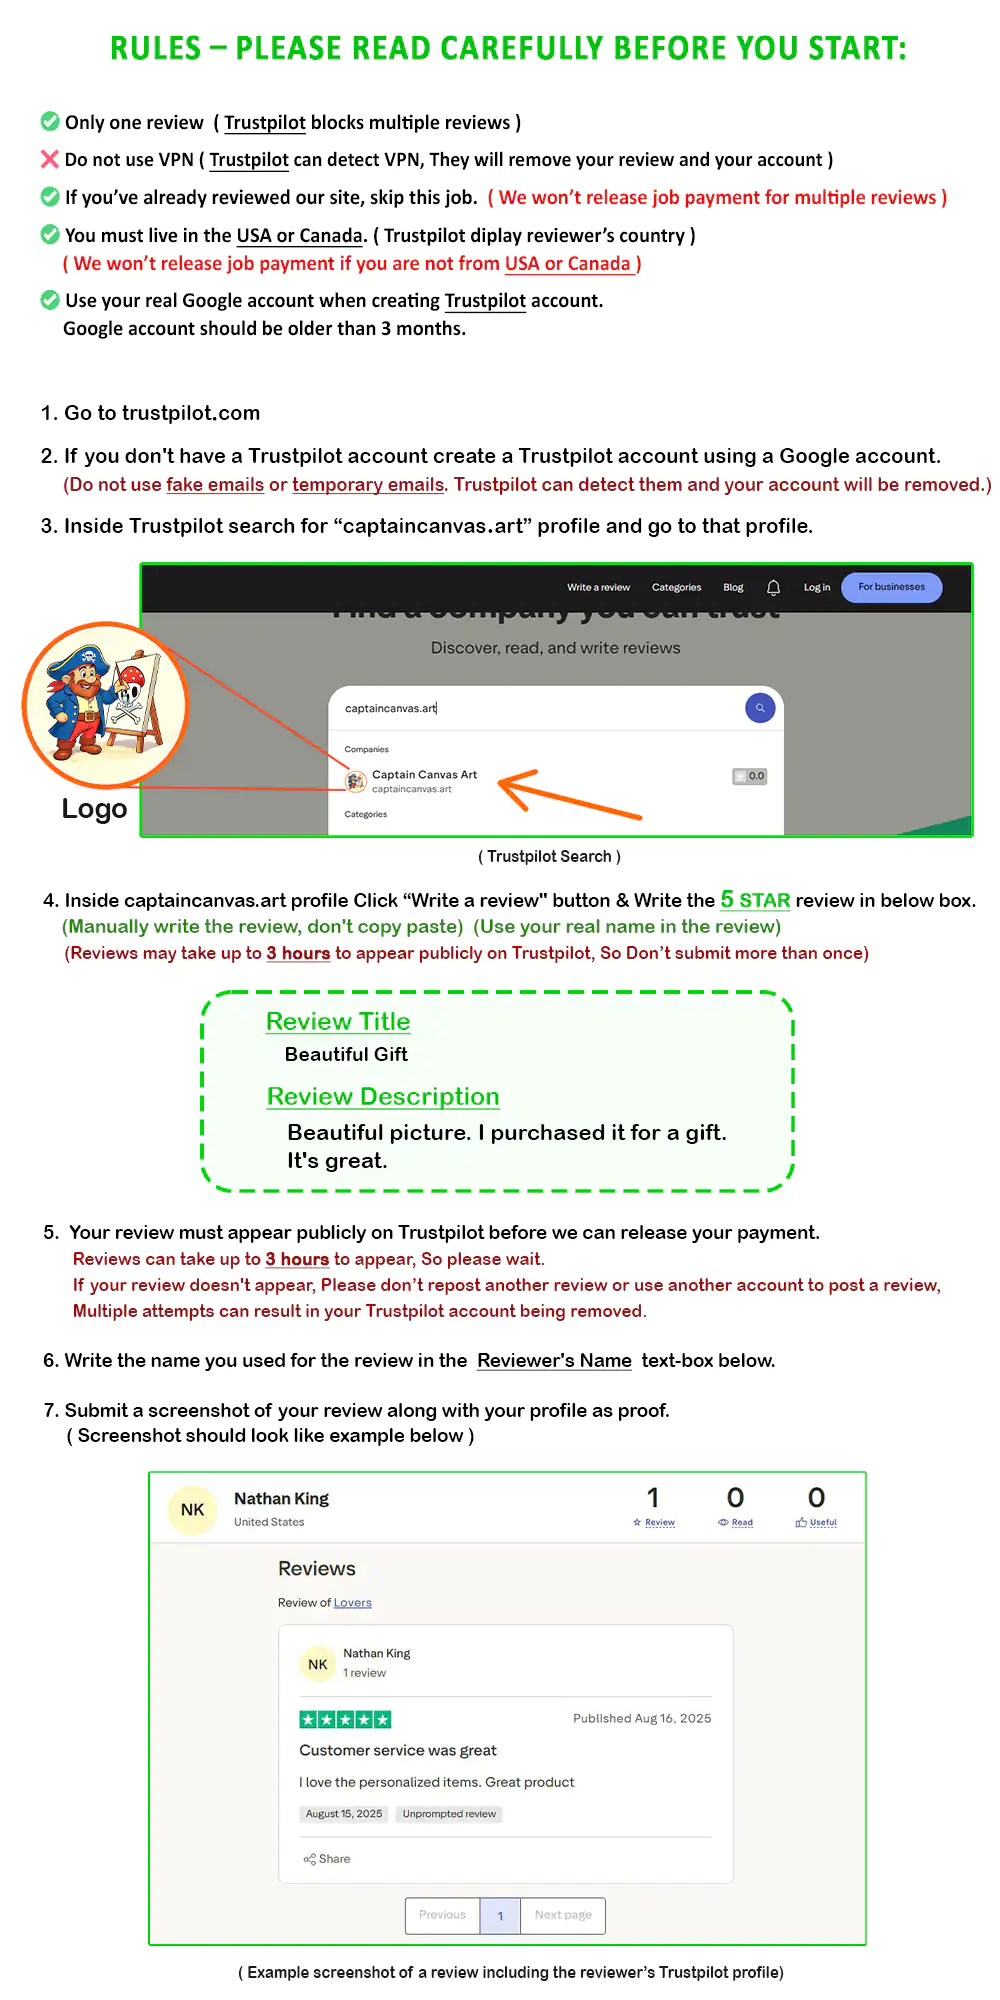 RULES – PLEASE READ CAREFULLY BEFORE YOU START:
Only one review ( Trustpilot blocks multiple reviews )
Do not use VPN ( Trustpilot can detect VPN, They will remove your review and your account )
If you’ve already reviewed our site, skip this job. ( We won’t release job payment for multiple reviews )
You must live in the USA or Canada. ( Trustpilot diplay reviewer’s country )
( We won’t release job payment if you are not from USA or Canada )
Use your real Google account when creating Trustpilot account.
Google account should be older than 3 months.
1. Go to trustpilot.com
2. If you don't have a Trustpilot account create a Trustpilot account using a Google account.
(Do not use fake emails or temporary emails. Trustpilot can detect them and your account will be removed.)
3. Inside Trustpilot search for “captaincanvas.art” profile and go to that profile.
Write a review Categories Blog Log in For businesses
Find a company you can trust
Discover, read, and write reviews
captaincanvas.art
Companies
Captain Canvas Art
captaincanvas.art
0.0
Categories
Logo
( Trustpilot Search )
4. Inside captaincanvas.art profile Click “Write a review" button & Write the 5 STAR review in below box.
(Manually write the review, don't copy paste) (Use your real name in the review)
(Reviews may take up to 3 hours to appear publicly on Trustpilot, So Don’t submit more than once)
Review Title
Beautiful Gift
Review Description
Beautiful picture. I purchased it for a gift.
It's great.
5. Your review must appear publicly on Trustpilot before we can release your payment.
Reviews can take up to 3 hours to appear, So please wait.
If your review doesn't appear, Please don’t repost another review or use another account to post a review,
Multiple attempts can result in your Trustpilot account being removed.
6. Write the name you used for the review in the Reviewer's Name text-box below.
7. Submit a screenshot of your review along with your profile as proof.
( Screenshot should look like example below )
NK
Nathan King
United States
1 0 0
Review Read Useful
Reviews
Review of Lovers
NK
Nathan King
1 review
Published Aug 16, 2025
Customer service was great
I love the personalized items. Great product
August 15, 2025 Unprompted review
Share
Previous 1 Next page
( Example screenshot of a review including the reviewer’s Trustpilot profile)